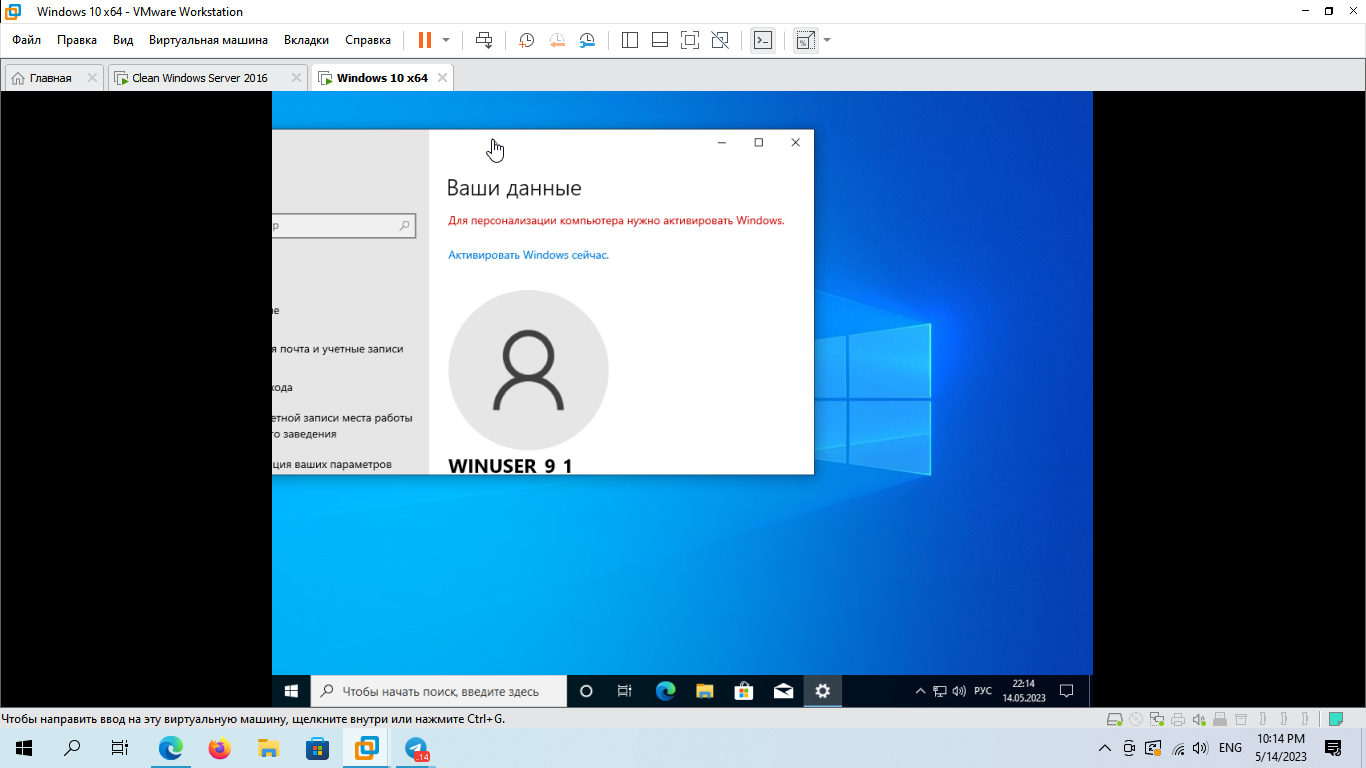 Windows 10 x64 - VMware Workstation
Файл Правка Вид Виртуальная машина Вкладки Справка
Главная Clean Windows Server 2016 Windows 10 x64
Ваши данные
Для персонализации компьютера нужно активировать Windows.
р
Активировать Windows сейчас.
е
я почта и учетные записи
хода
етной записи места работы
го заведения
ция ваших параметров
WINUSER_9_1
Чтобы начать поиск, введите здесь
РУС
22:14
14.05.2023
Чтобы направить ввод на эту виртуальную машину, щелкните внутри или нажмите Ctrl+G.
..14
ENG
10:14 PM
5/14/2023